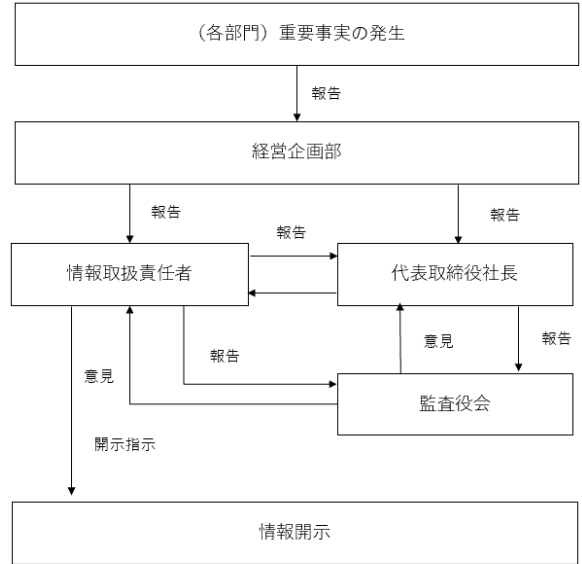 （各部門）重要事実の発生
報告
経営企画部
報告
報告
情報取扱責任者
報告
代表取締役社長
報告
意見
報告
意見
監査役会
開示指示
情報開示